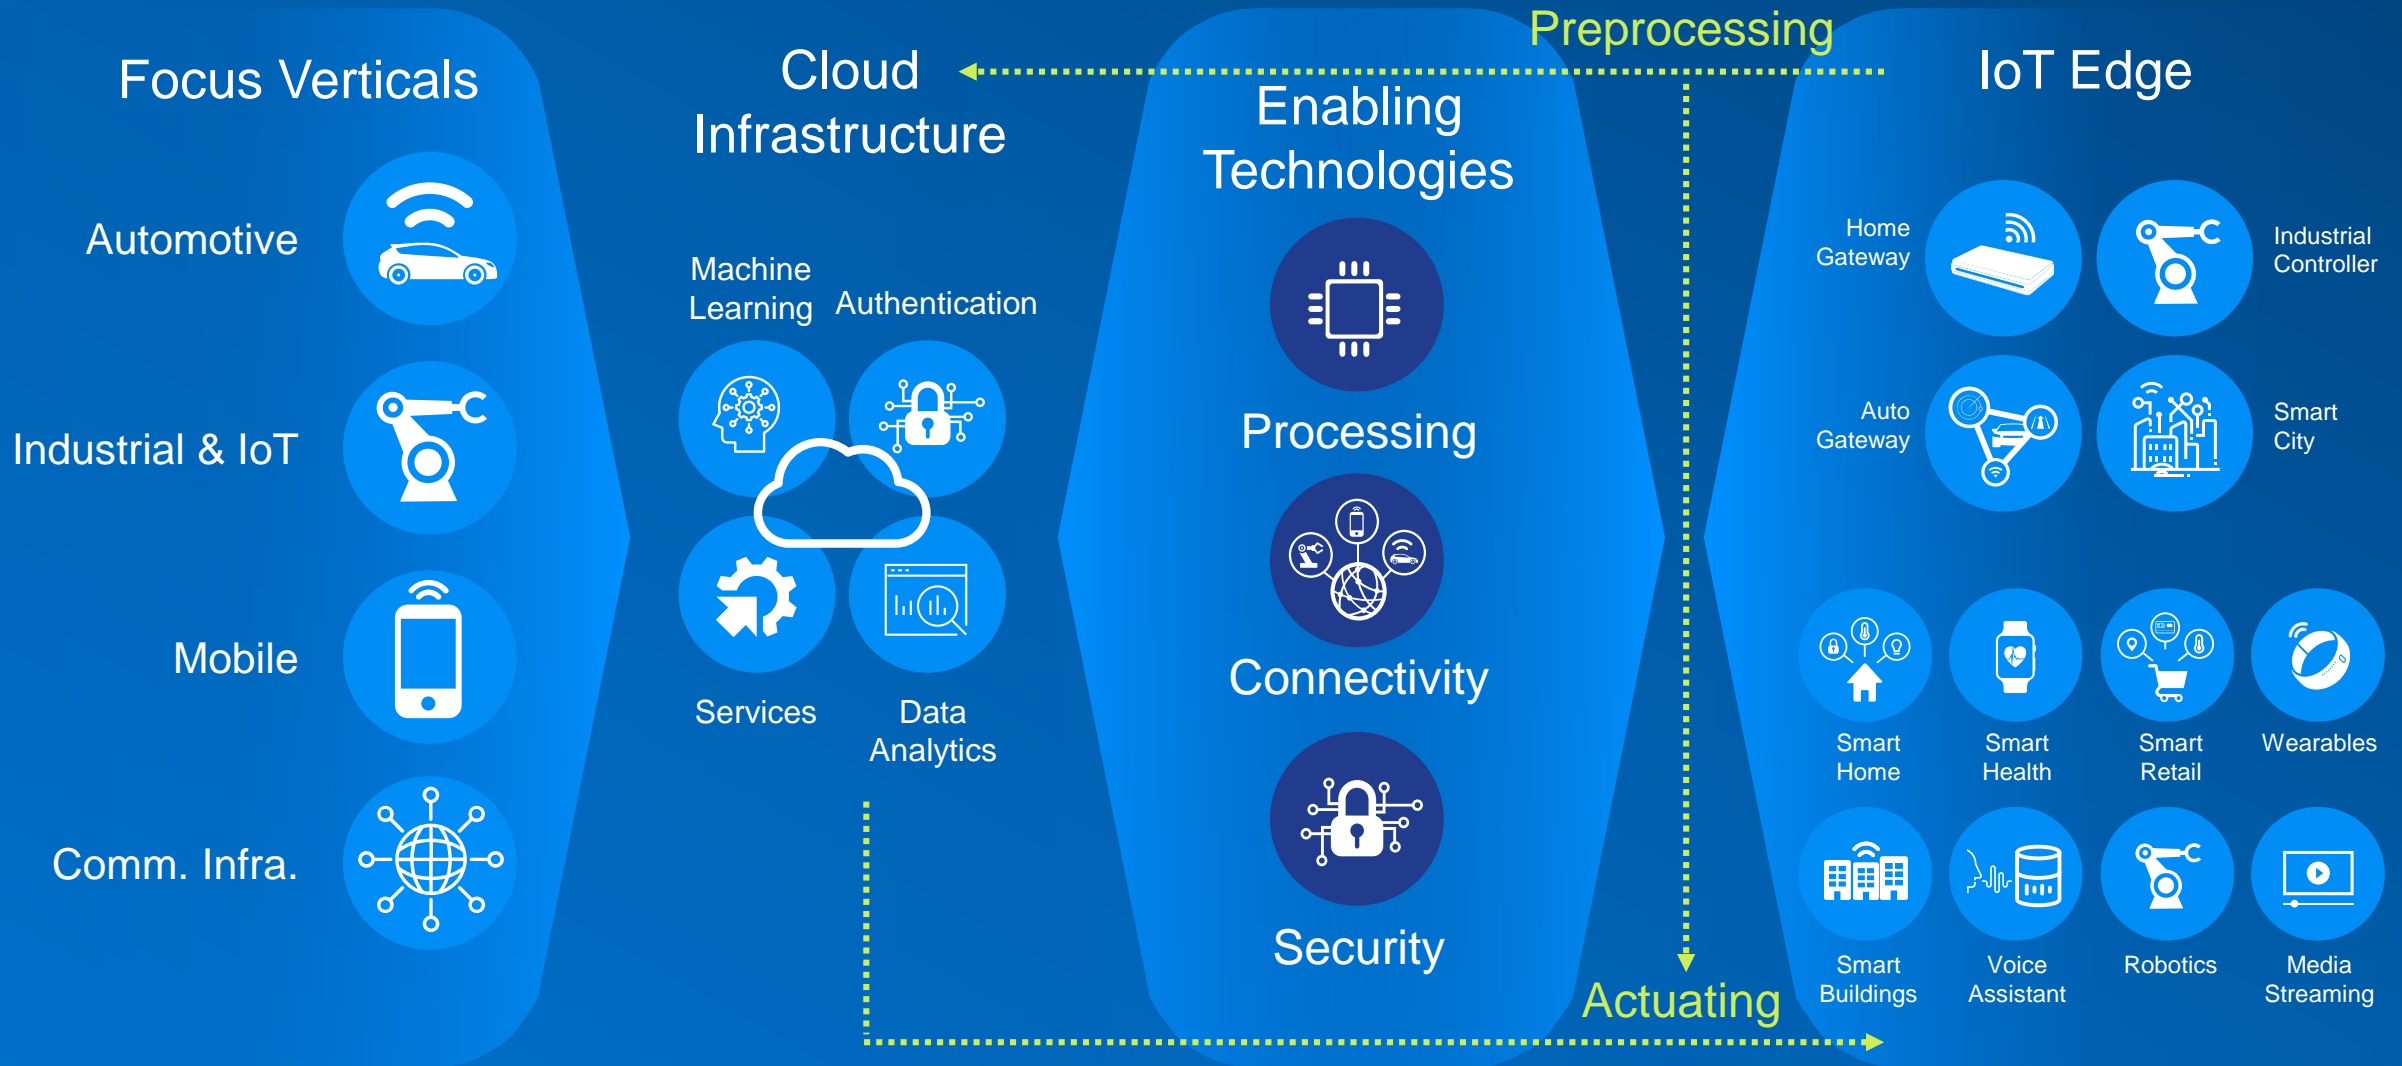 Focus Verticals
Automotive
Industrial & IoT
Mobile
Comm. Infra.
Cloud
Infrastructure
Machine
Learning
Authentication
Services
Data
Analytics
Enabling
Technologies
Processing
Connectivity
Security
Preprocessing
Actuating
IoT Edge
Home
Gateway
Industrial
Controller
Auto
Gateway
Smart
City
Smart
Home
Smart
Health
Smart
Retail
Wearables
Smart
Buildings
Voice
Assistant
Robotics
Media
Streaming